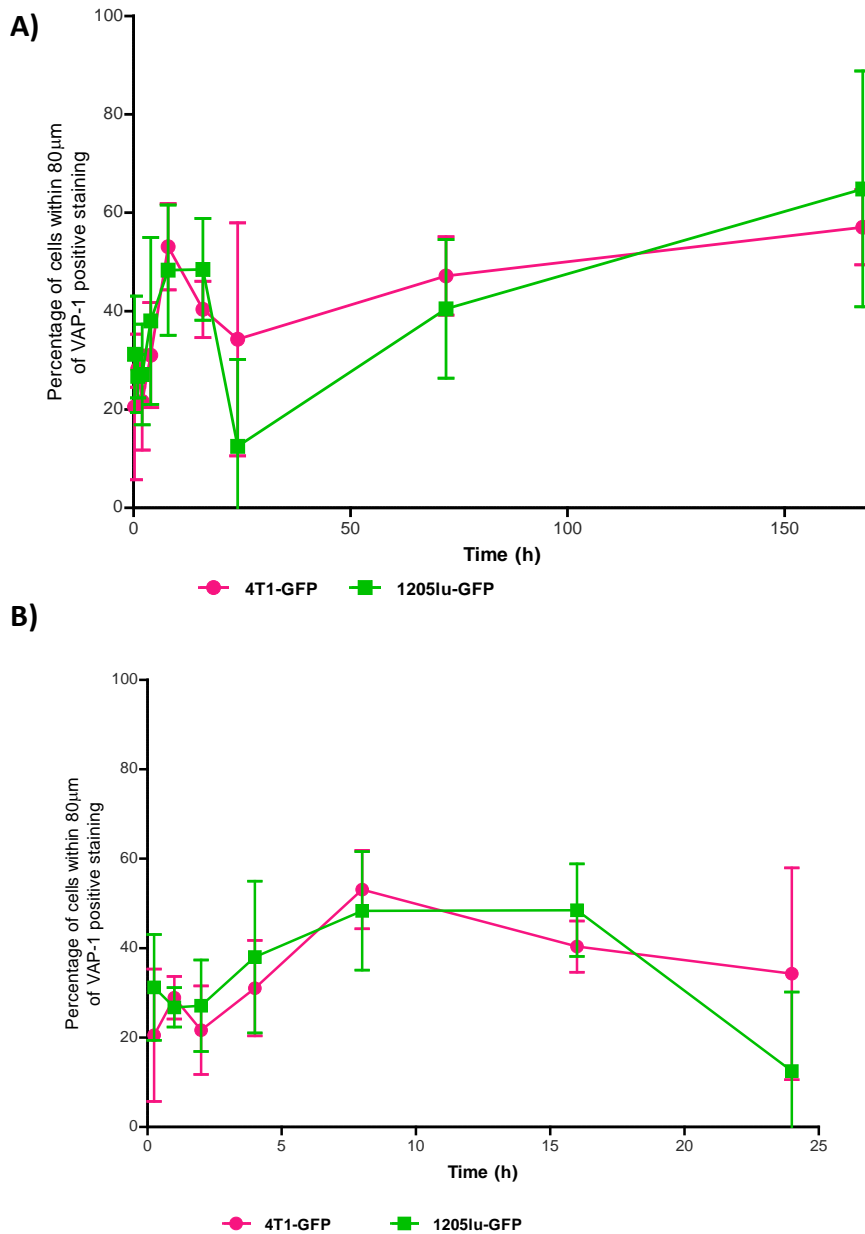 A)
Percentage of cells within 80µm
of VAP-1 positive staining
100
80
60
40
20
0
0 50 100 150
Time (h)
4T1-GFP 1205lu-GFP
B)
Percentage of cells within 80µm
of VAP-1 positive staining
100
80
60
40
20
0
0 5 10 15 20 25
Time (h)
4T1-GFP 1205lu-GFP